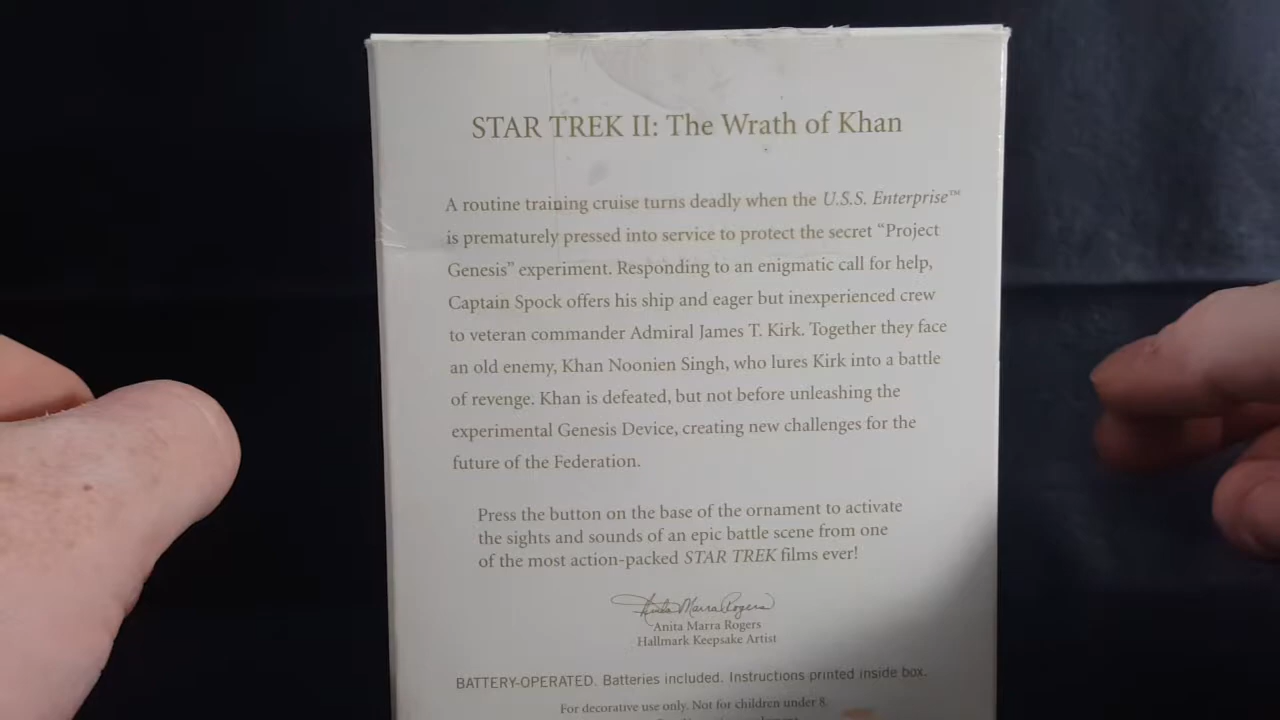 STAR TREK II: The Wrath of Khan
A routine training cruise turns deadly when the U.S.S. Enterprise™
is prematurely pressed into service to protect the secret “Project
Genesis” experiment. Responding to an enigmatic call for help,
Captain Spock offers his ship and eager but inexperienced crew
to veteran commander Admiral James T. Kirk. Together they face
an old enemy, Khan Noonien Singh, who lures Kirk into a battle
of revenge. Khan is defeated, but not before unleashing the
experimental Genesis Device, creating new challenges for the
future of the Federation.
Press the button on the base of the ornament to activate
the sights and sounds of an epic battle scene from one
of the most action-packed STAR TREK films ever!
Anita Marra Rogers
Anita Marra Rogers
Hallmark Keepsake Artist
BATTERY-OPERATED. Batteries included. Instructions printed inside box.
For decorative use only. Not for children under 8.